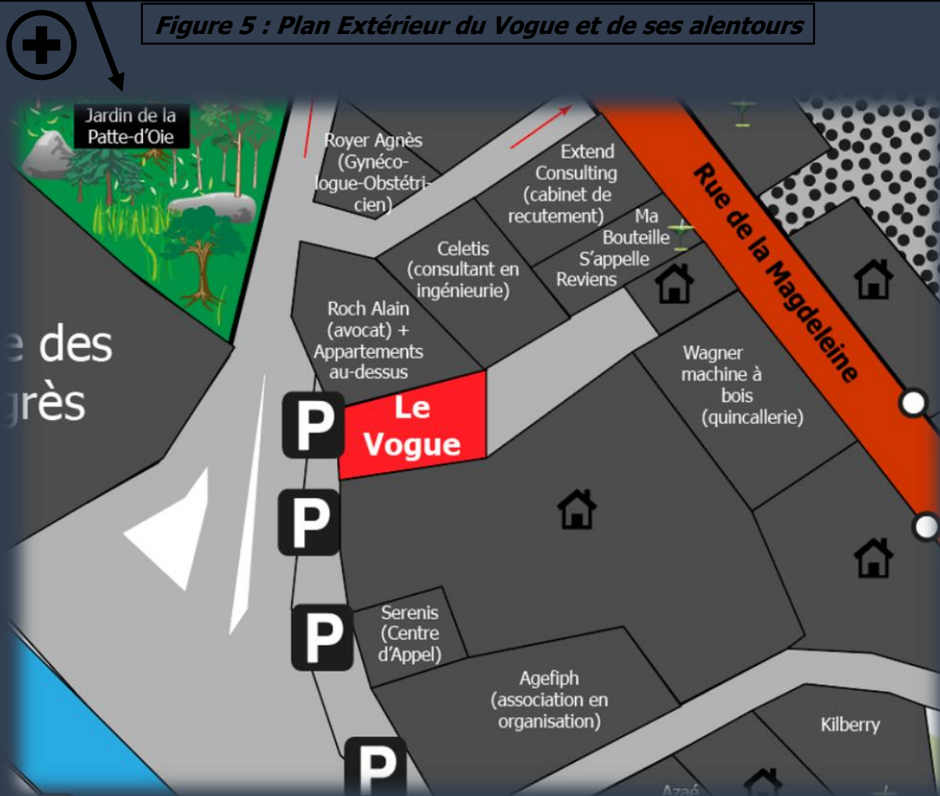 Figure 5 : Plan Extérieur du Vogue et de ses alentours
Jardin de la
Patte-d'Oie
Royer Agnès
(Gynéco-
logue-Obstétri-
cien)
Extend
Consulting
(cabinet de
recrutement)
Ma
Bouteille
S'appelle
Reviens
Rue de la Magdeleine
Celetis
(consultant en
ingénieurie)
Roch Alain
(avocat) +
Appartements
au-dessus
e des
grès
Wagner
machine à
bois
(quincallerie)
P
Le
Vogue
P
P
Serenis
(Centre
d'Appel)
Agefiph
(association en
organisation)
Kilberry
P
Azaé